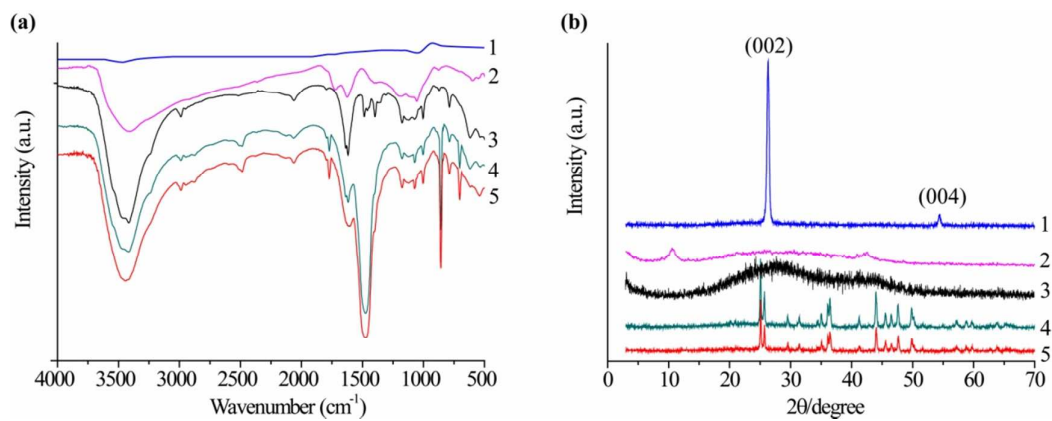 (a)
Intensity (a.u.)
1
2
3
4
5
4000 3500 3000 2500 2000 1500 1000 500
Wavenumber (cm⁻¹)
(b)
Intensity (a.u.)
(002)
(004)
1
2
3
4
5
0 10 20 30 40 50 60 70
2θ/degree